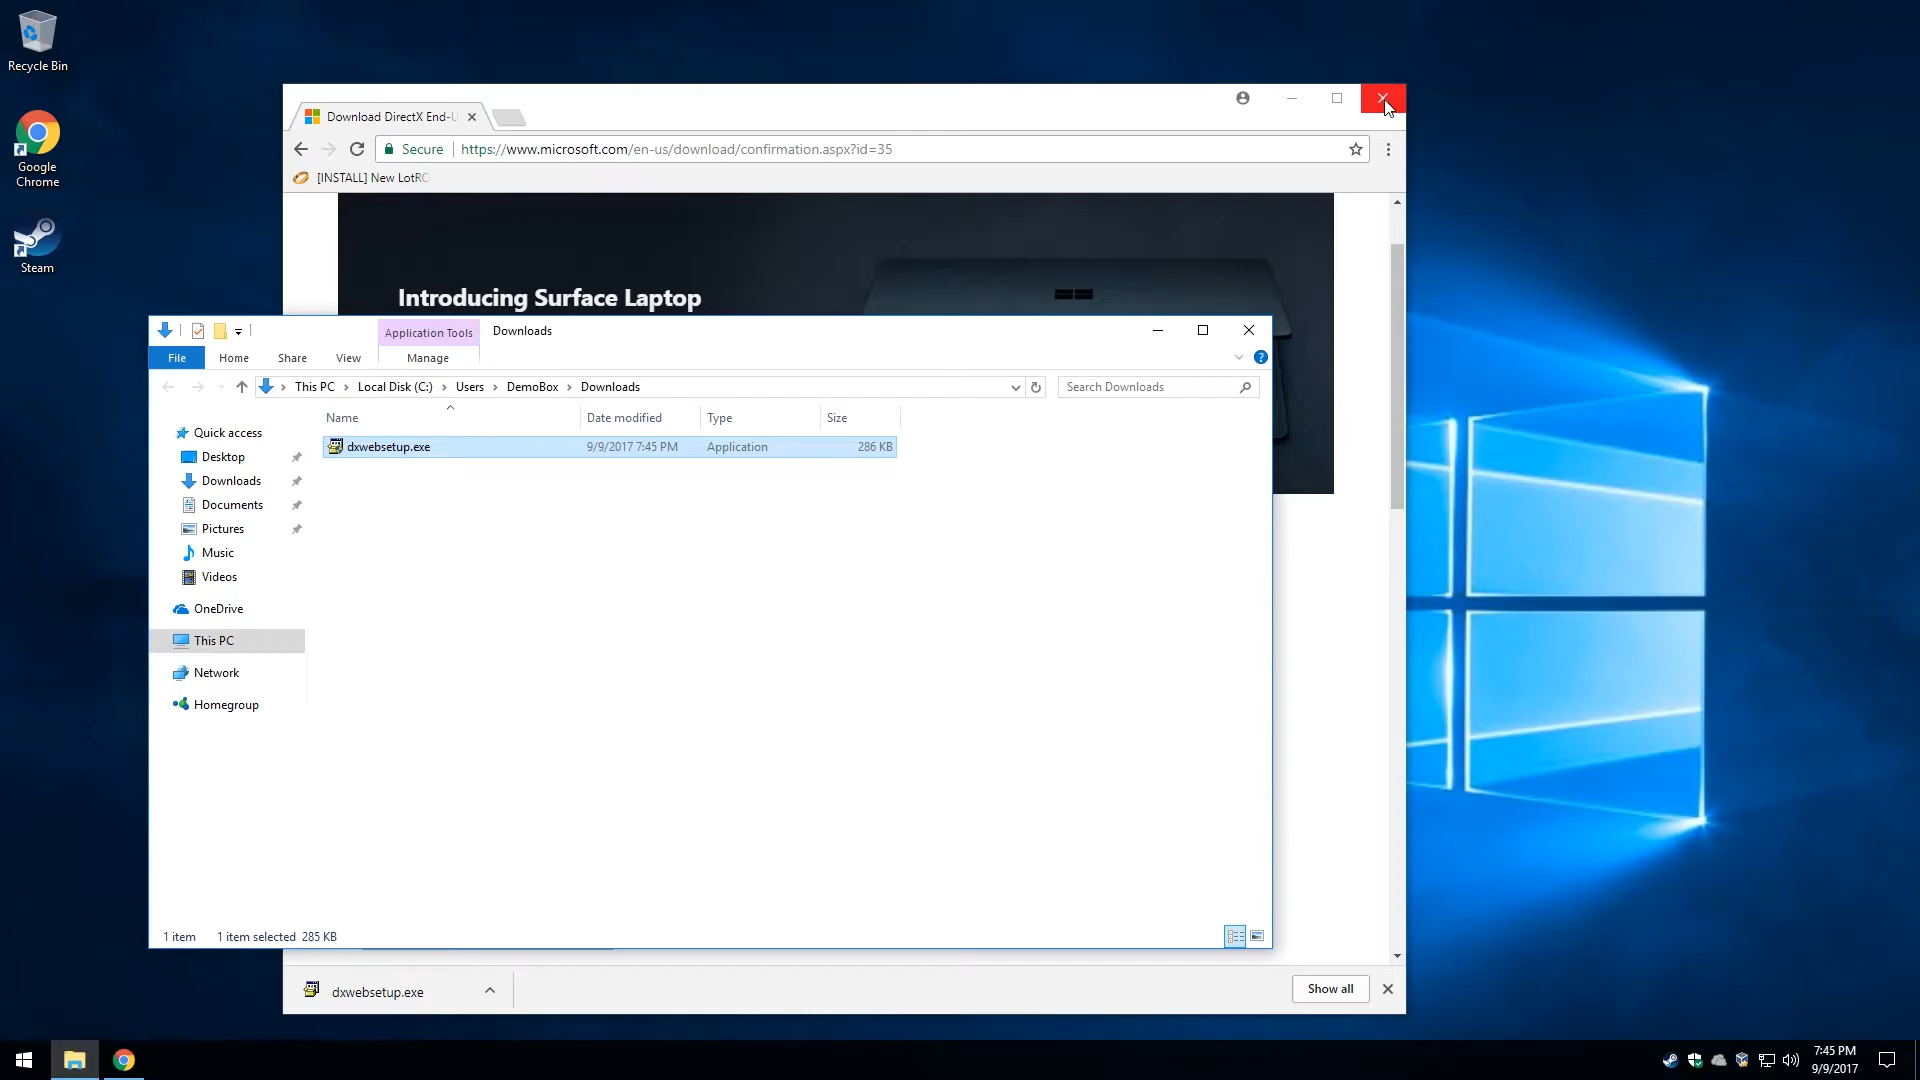 Recycle Bin
Google
Chrome
Steam
Download DirectX End-U
Secure
https://www.microsoft.com/en-us/download/confirmation.aspx?id=35
[INSTALL] New LotRO
Introducing Surface Laptop
Application Tools
Downloads
File
Home
Share
View
Manage
This PC
Local Disk (C:)
Users
DemoBox
Downloads
Search Downloads
Name
Date modified
Type
Size
dxwebsetup.exe
9/9/2017 7:45 PM
Application
286 KB
Quick access
Desktop
Downloads
Documents
Pictures
Music
Videos
OneDrive
This PC
Network
Homegroup
1 item
1 item selected 285 KB
dxwebsetup.exe
Show all
7:45 PM
9/9/2017